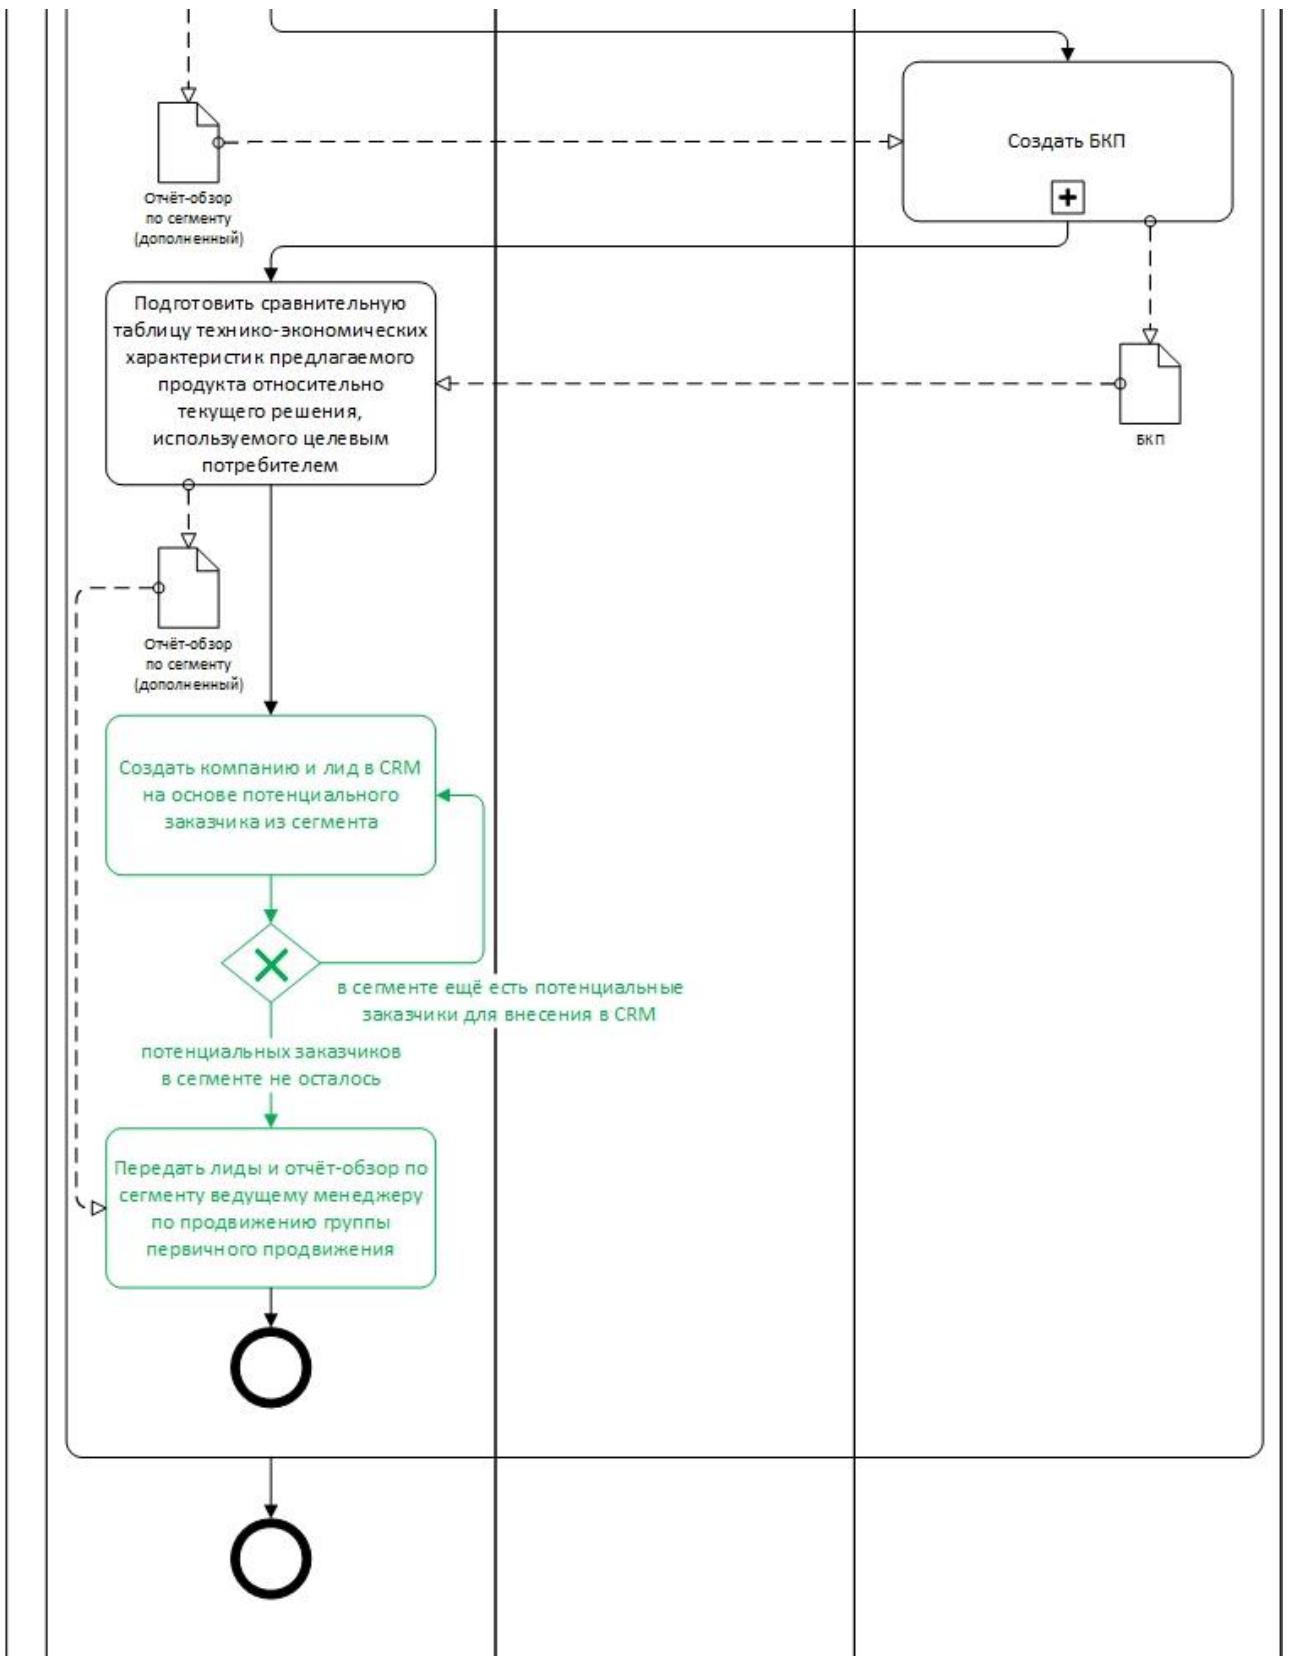 Создать БКП
Отчёт-обзор
по сегменту
(дополненный)
Подготовить сравнительную
таблицу технико-экономических
характеристик предлагаемого
продукта относительно
текущего решения,
используемого целевым
потребителем
БКП
Отчёт-обзор
по сегменту
(дополненный)
Создать компанию и лид в CRM
на основе потенциального
заказчика из сегмента
в сегменте ещё есть потенциальные
заказчики для внесения в CRM
потенциальных заказчиков
в сегменте не осталось
Передать лиды и отчёт-обзор по
сегменту ведущему менеджеру
по продвижению группы
первичного продвижения